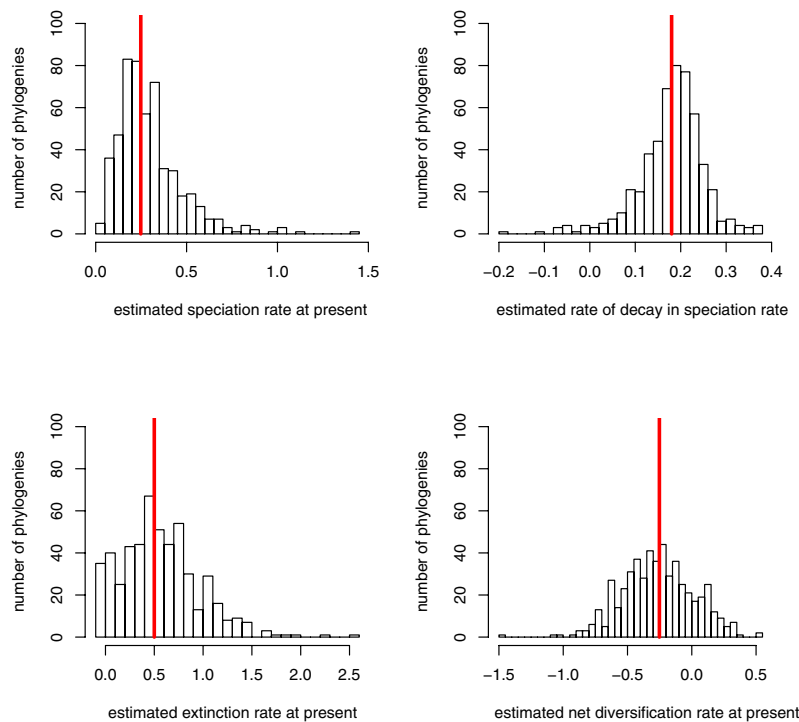 number of phylogenies
0 20 40 60 80 100
0.0 0.5 1.0 1.5
estimated speciation rate at present
number of phylogenies
0 20 40 60 80 100
−0.2 −0.1 0.0 0.1 0.2 0.3 0.4
estimated rate of decay in speciation rate
number of phylogenies
0 20 40 60 80 100
0.0 0.5 1.0 1.5 2.0 2.5
estimated extinction rate at present
number of phylogenies
0 20 40 60 80 100
−1.5 −1.0 −0.5 0.0 0.5
estimated net diversification rate at present